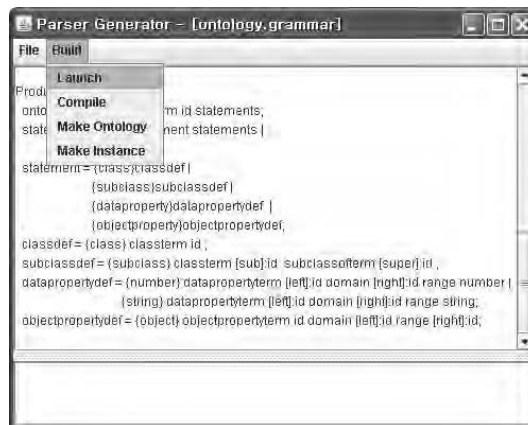 Parser Generator - [ontology.grammar]
File Build
Launch
Compile
Make Ontology
Make Instance
Produ
onto rm id statements;
state ment statements |
statement = {class}classdef |
{subclass}subclassdef |
{dataproperty}datapropertydef |
{objectproperty}objectpropertydef;
classdef = {class} classterm id ;
subclassdef = {subclass} classterm [sub]:id subclassofterm [super]:id ;
datapropertydef = {number} datapropertyterm [left]:id domain [right]:id range number |
{string} datapropertyterm [left]:id domain [right]:id range string;
objectpropertydef = {object} objectpropertyterm id domain [left]:id range [right]:id;